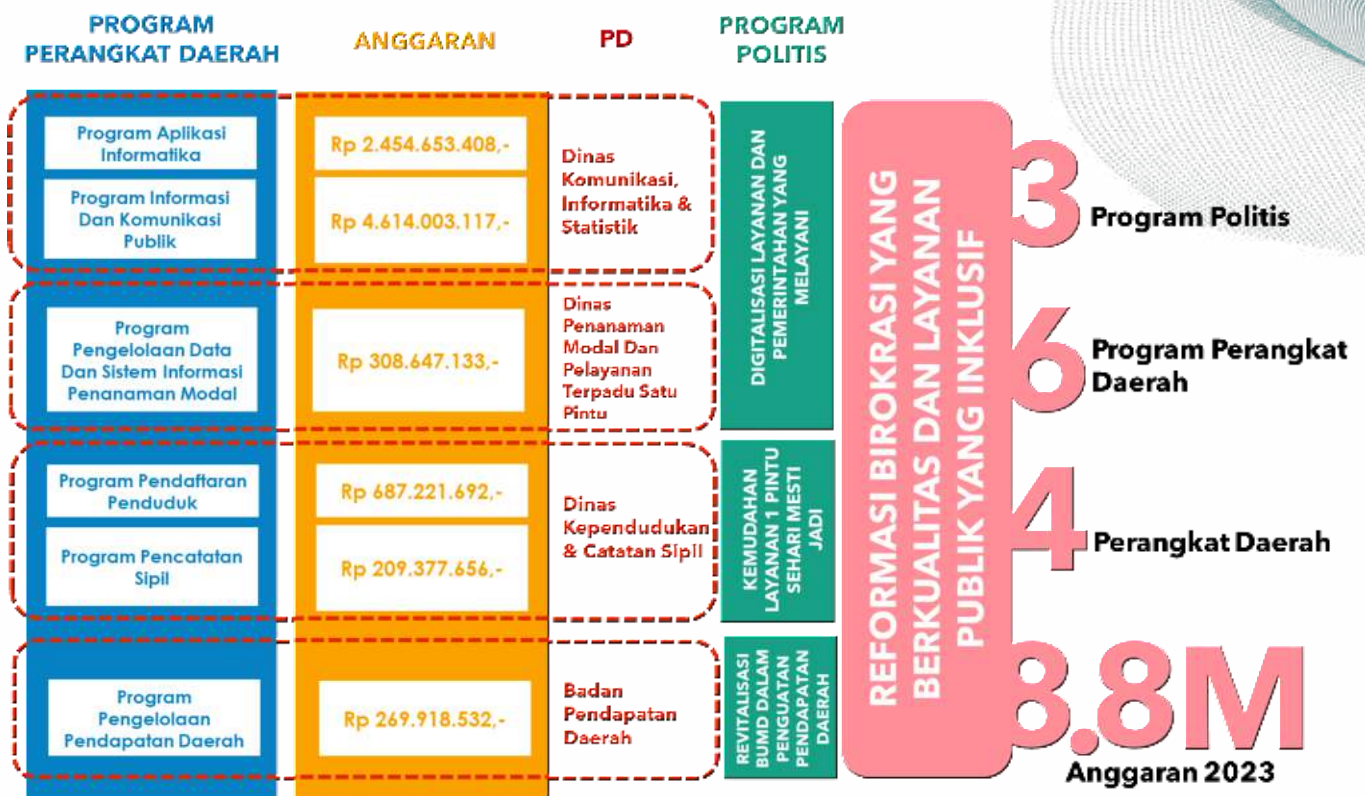 PROGRAM
PERANGKAT DAERAH
ANGGARAN
PD
PROGRAM
POLITIS
Program Aplikasi
Informatika
Rp 2.454.653.408,-
Program Informasi
Dan Komunikasi
Publik
Rp 4.614.003.117,-
Dinas
Komunikasi,
Informatika &
Statistik
Program
Pengelolaan Data
Dan Sistem Informasi
Penanaman Modal
Rp 308.647.133,-
Dinas
Penanaman
Modal Dan
Pelayanan
Terpadu Satu
Pintu
DIGITALISASI LAYANAN DAN
PEMERINTAHAN YANG
MELAYANI
Program Pendaftaran
Penduduk
Rp 687.221.692,-
Program Pencatatan
Sipil
Rp 209.377.656,-
Dinas
Kependudukan
& Catatan Sipil
KEMUDAHAN
LAYANAN 1 PINTU
SEHARI MESTI
JADI
Program
Pengelolaan
Pendapatan Daerah
Rp 269.918.532,-
Badan
Pendapatan
Daerah
REVITALISASI
BUMD DALAM
PENGUATAN
PENDAPATAN
DAERAH
REFORMASI BIROKRASI YANG
BERKUALITAS DAN LAYANAN
PUBLIK YANG INKLUSIF
3
Program Politis
6
Program Perangkat
Daerah
4
Perangkat Daerah
8.8M
Anggaran 2023